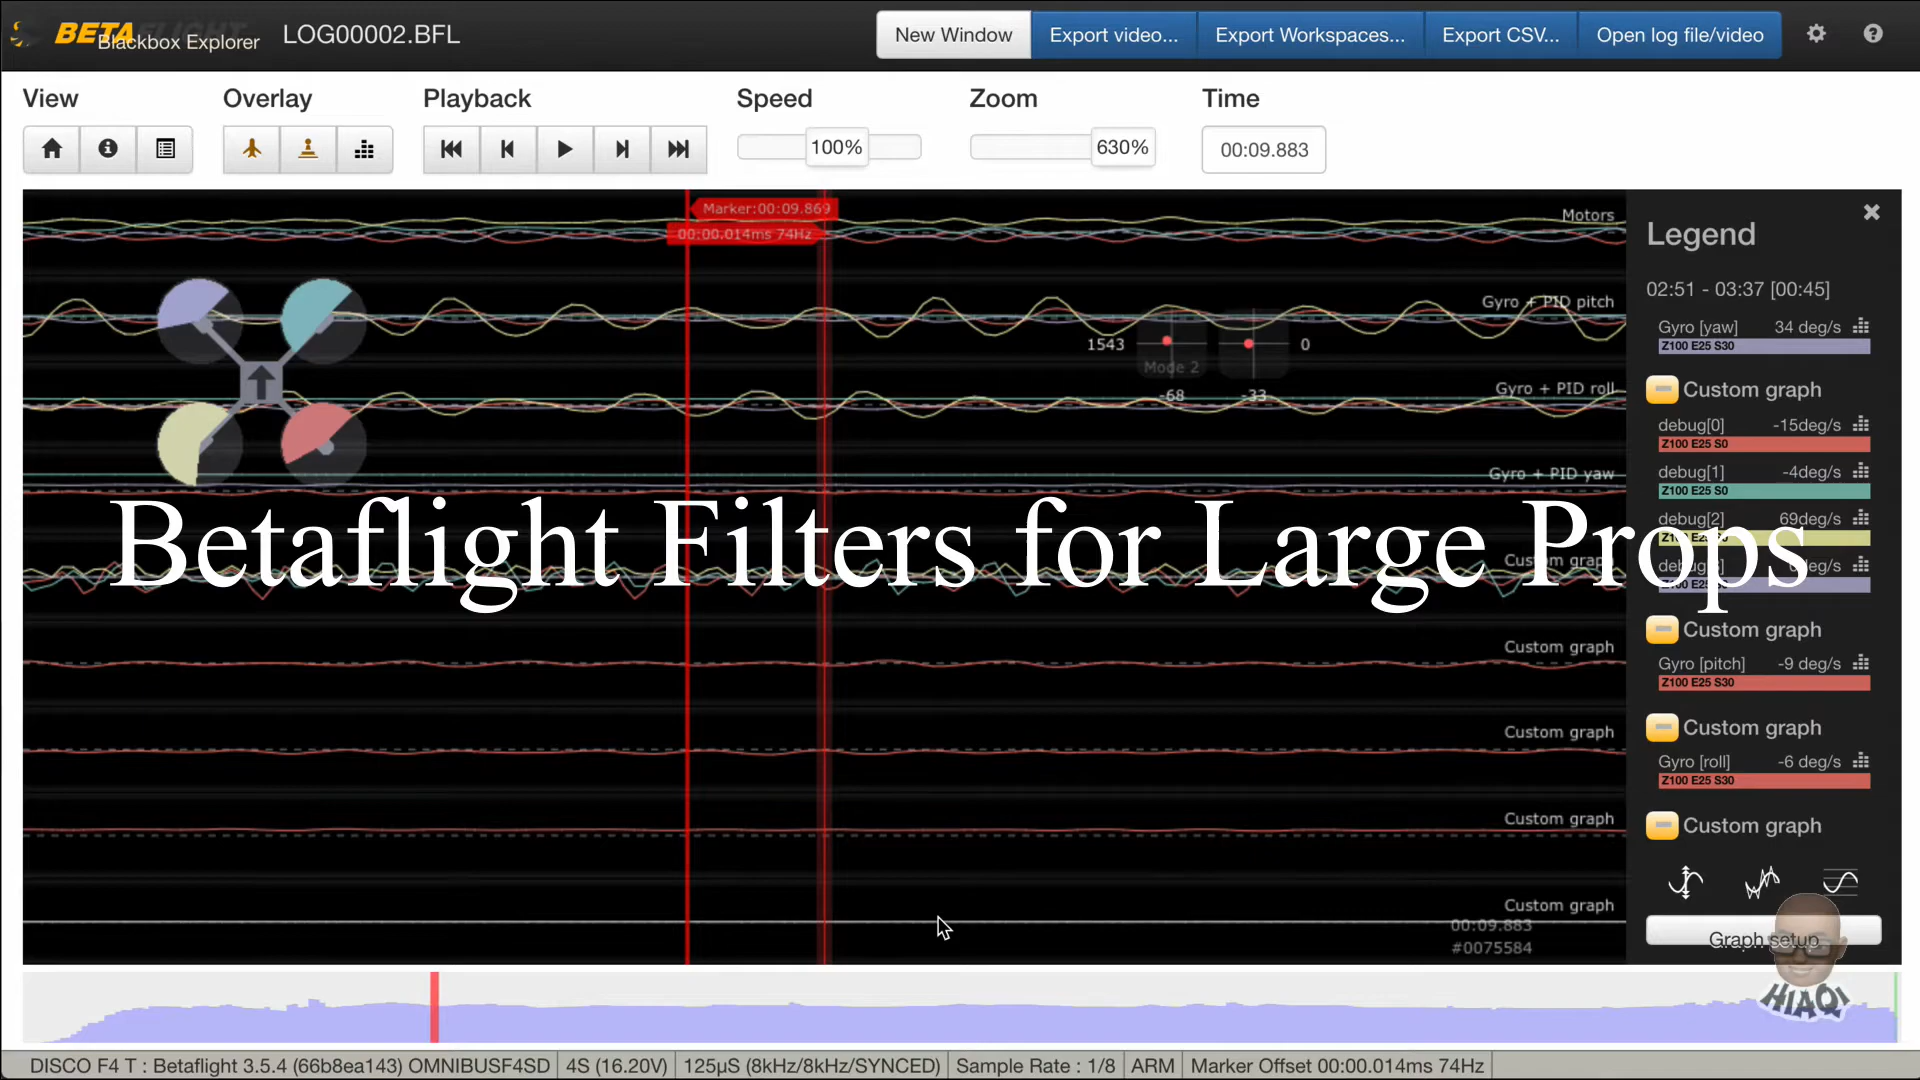 BETAFLIGHT
Blackbox Explorer
LOG00002.BFL
New Window
Export video...
Export Workspaces...
Export CSV...
Open log file/video
View
Overlay
Playback
Speed
Zoom
Time
100%
630%
00:09.883
Marker:00:09.869
00:00.014ms 74Hz
Motors
Gyro + PID pitch
1543
0
Mode 2
-68
-33
Gyro + PID roll
Gyro + PID yaw
Custom graph
Custom graph
Custom graph
Custom graph
Custom graph
00:09.883
#0075584
Betaflight Filters for Large Props
Legend
02:51 - 03:37 [00:45]
Gyro [yaw] 34 deg/s
Z100 E25 S30
Custom graph
debug[0] -15deg/s
Z100 E25 S0
debug[1] -4deg/s
Z100 E25 S0
debug[2] 69deg/s
Custom graph
Gyro [pitch] -9 deg/s
Z100 E25 S30
Custom graph
Gyro [roll] -6 deg/s
Z100 E25 S30
Custom graph
Graph setup
HIAQI
DISCO F4 T : Betaflight 3.5.4 (66b8ea143) OMNIBUSF4SD
4S (16.20V)
125µS (8kHz/8kHz/SYNCED)
Sample Rate : 1/8
ARM
Marker Offset 00:00.014ms 74Hz